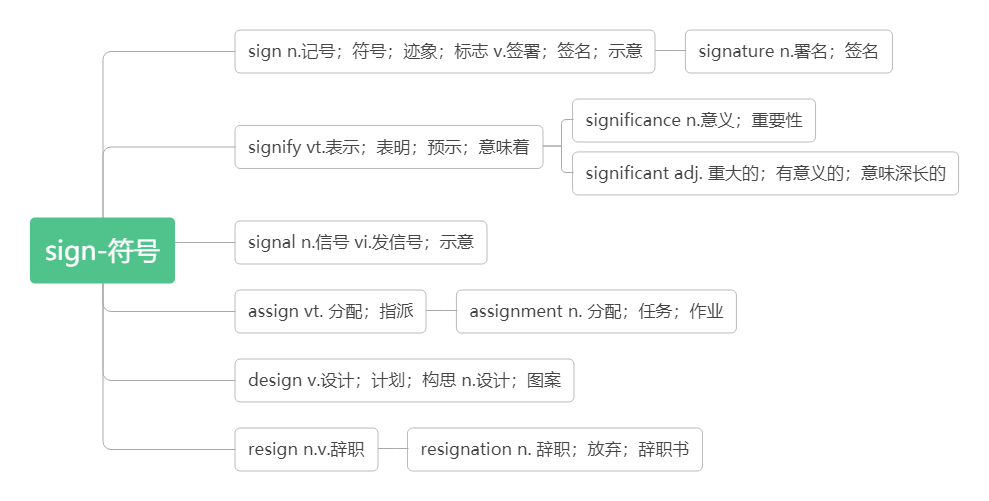 sign-符号
sign n.记号；符号；迹象；标志 v.签署；签名；示意
signature n.署名；签名
signify vt.表示；表明；预示；意味着
significance n.意义；重要性
significant adj. 重大的；有意义的；意味深长的
signal n.信号 vi.发信号；示意
assign vt. 分配；指派
assignment n. 分配；任务；作业
design v.设计；计划；构思 n.设计；图案
resign n.v.辞职
resignation n. 辞职；放弃；辞职书